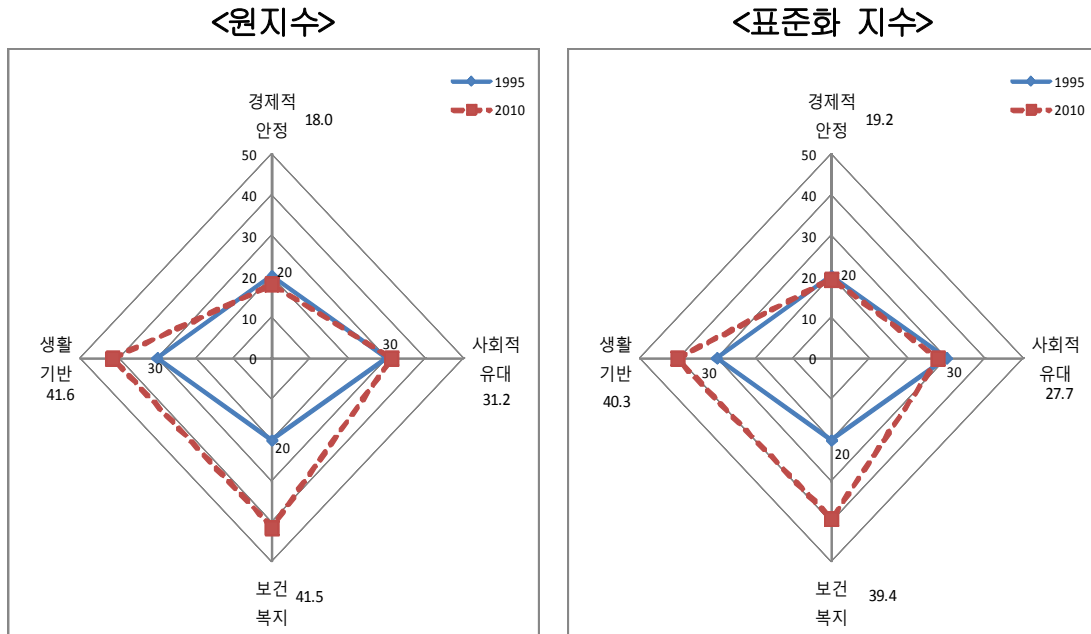 <원지수>
1995
2010
경제적
안정
18.0
50
40
30
20
10
0
20
30
30
20
생활
기반
41.6
사회적
유대
31.2
보건
복지
41.5
<표준화 지수>
1995
2010
경제적
안정
19.2
50
40
30
20
10
0
20
30
30
20
생활
기반
40.3
사회적
유대
27.7
보건
복지
39.4